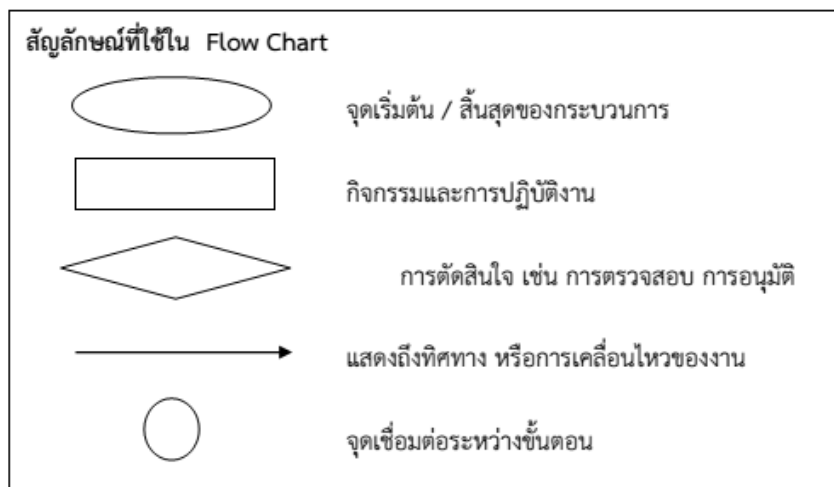 สัญลักษณ์ที่ใช้ใน Flow Chart
จุดเริ่มต้น / สิ้นสุดของกระบวนการ
กิจกรรมและการปฏิบัติงาน
การตัดสินใจ เช่น การตรวจสอบ การอนุมัติ
แสดงถึงทิศทาง หรือการเคลื่อนไหวของงาน
จุดเชื่อมต่อระหว่างขั้นตอน